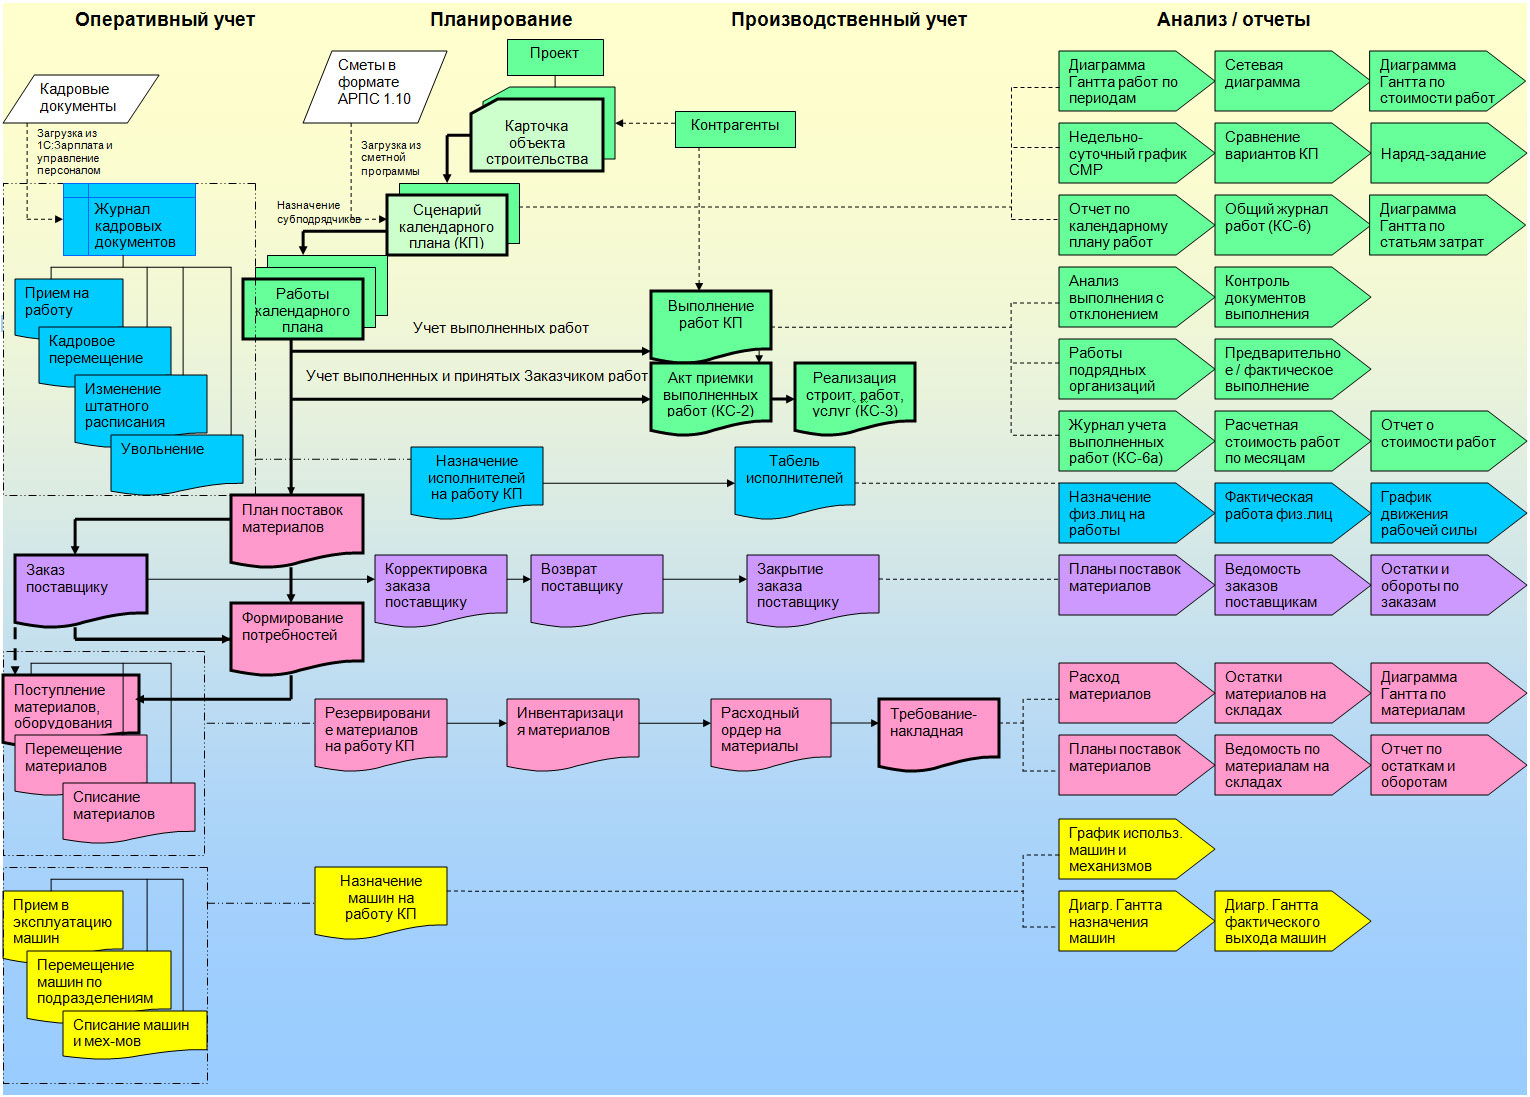 Оперативный учет
Планирование
Производственный учет
Анализ / отчеты
Кадровые
документы
Загрузка из
1С:Зарплата и
управление
персоналом
Журнал
кадровых
документов
Прием на
работу
Кадровое
перемещение
Изменение
штатного
расписания
Увольнение
Сметы в
формате
АРПС 1.10
Загрузка из
сметной
программы
Проект
Карточка
объекта
строительства
Контрагенты
Назначение
субподрядчиков
Сценарий
календарного
плана (КП)
Работы
календарного
плана
Учет выполненных работ
Учет выполненных и принятых Заказчиком работ
Выполнение
работ КП
Акт приемки
выполненных
работ (КС-2)
Реализация
строит, работ,
услуг (КС-3)
Назначение
исполнителей
на работу КП
Табель
исполнителей
План поставок
материалов
Заказ
поставщику
Корректировка
заказа
поставщику
Возврат
поставщику
Закрытие
заказа
поставщику
Формирование
потребностей
Поступление
материалов,
оборудования
Перемещение
материалов
Списание
материалов
Резервировани
е материалов
на работу КП
Инвентаризаци
я материалов
Расходный
ордер на
материалы
Требование-
накладная
Прием в
эксплуатацию
машин
Перемещение
машин по
подразделениям
Списание машин
и мех-мов
Назначение
машин на
работу КП
Диаграмма
Гантта работ по
периодам
Сетевая
диаграмма
Диаграмма
Гантта по
стоимости работ
Недельно-
суточный график
СМР
Сравнение
вариантов КП
Наряд-задание
Отчет по
календарному
плану работ
Общий журнал
работ (КС-6)
Диаграмма
Гантта по
статьям затрат
Анализ
выполнения с
отклонением
Контроль
документов
выполнения
Работы
подрядных
организаций
Предварительно
е / фактическое
выполнение
Журнал учета
выполненных
работ (КС-6а)
Расчетная
стоимость работ
по месяцам
Отчет о
стоимости работ
Назначение
физ.лиц на
работы
Фактическая
работа физ.лиц
График
движения
рабочей силы
Планы поставок
материалов
Ведомость
заказов
поставщикам
Остатки и
обороты по
заказам
Расход
материалов
Остатки
материалов на
складах
Диаграмма
Гантта по
материалам
Планы поставок
материалов
Ведомость по
материалам на
складах
Отчет по
остаткам и
оборотам
График использ.
машин и
механизмов
Диагр. Гантта
назначения
машин
Диагр. Гантта
фактического
выхода машин